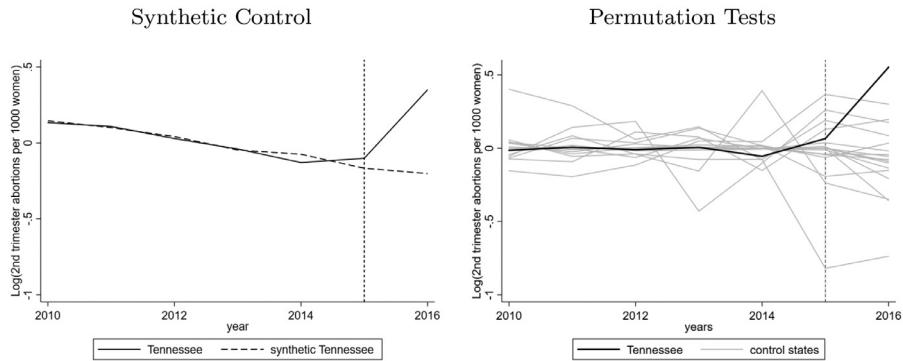 Synthetic Control
Log(2nd trimester abortions per 1000 women)
.5
0
-.5
-1
2010
2012
2014
2016
year
Tennessee
synthetic Tennessee
Permutation Tests
Log(2nd trimester abortions per 1000 women)
.5
0
-.5
-1
2010
2012
2014
2016
years
Tennessee
control states